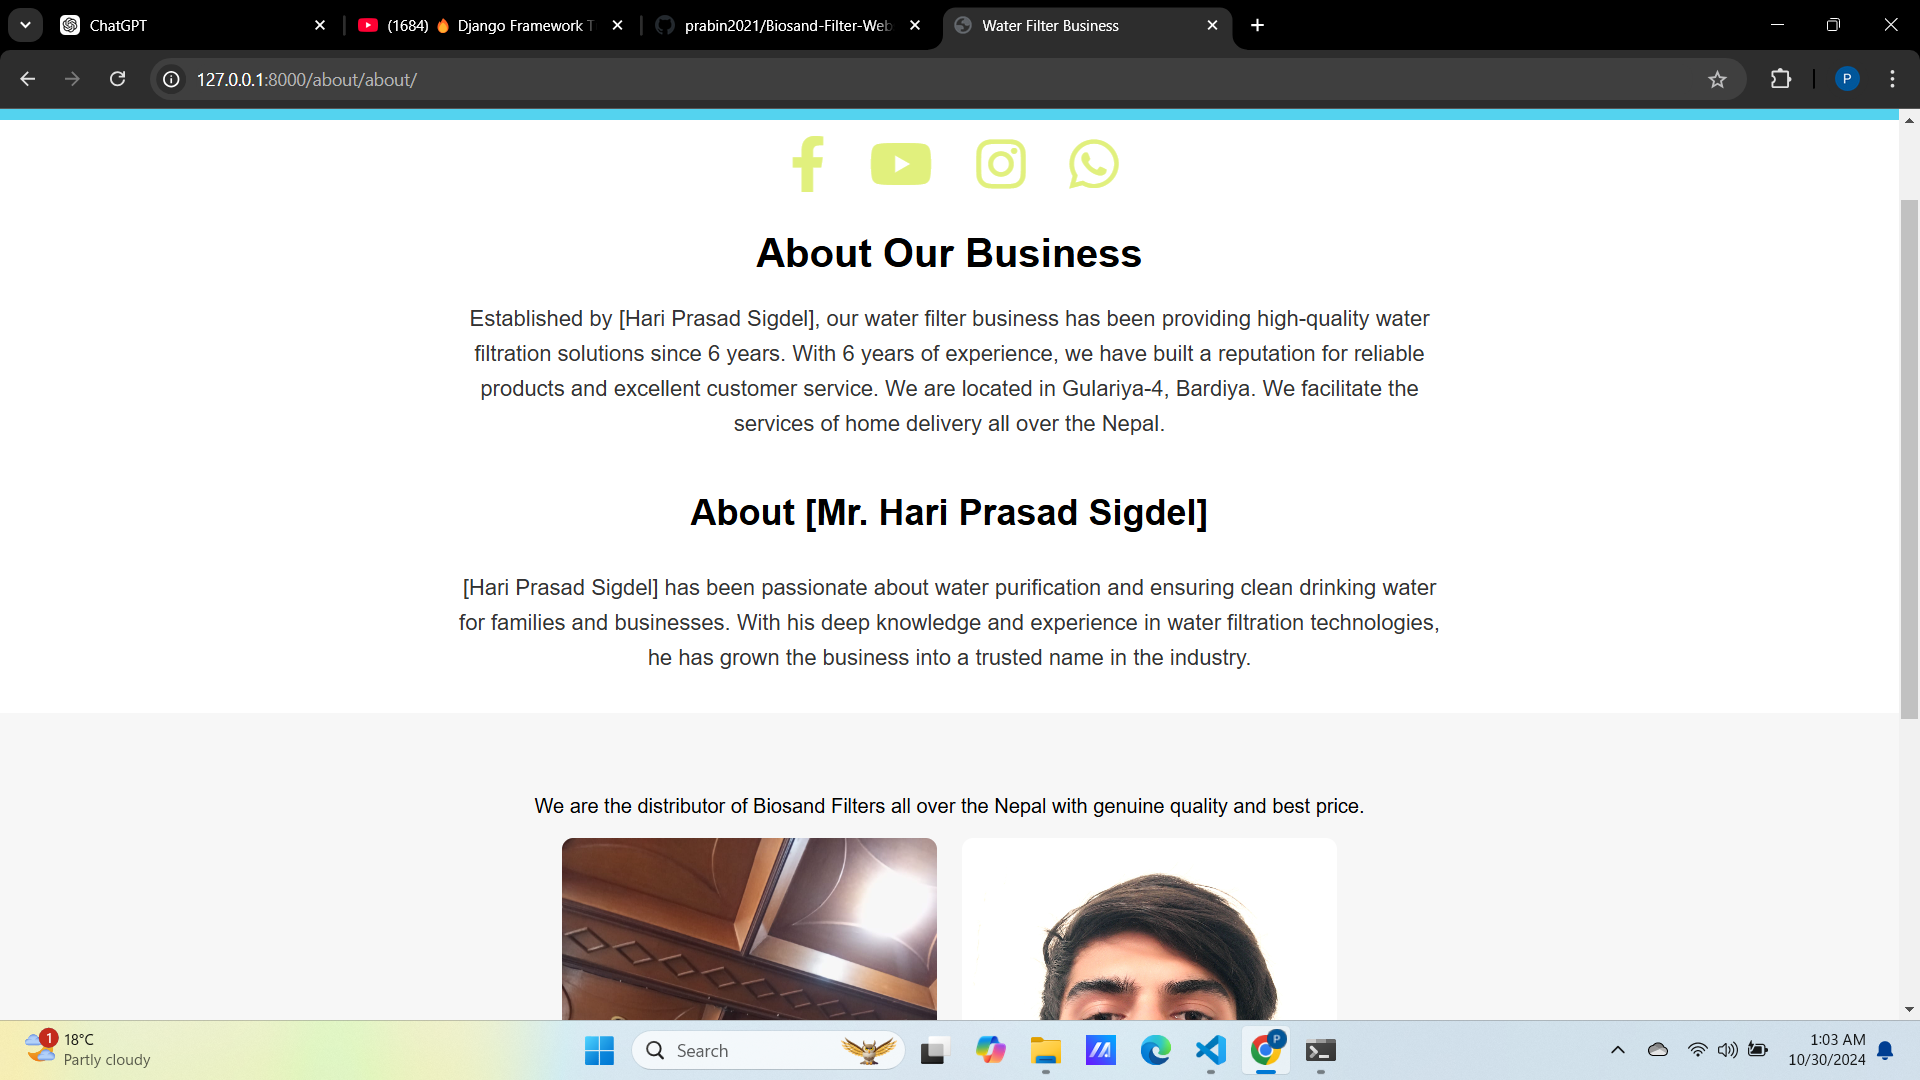 ChatGPT
(1684) 🔥 Django Framework T
prabin2021/Biosand-Filter-Web
Water Filter Business
127.0.0.1:8000/about/about/
P
About Our Business
Established by [Hari Prasad Sigdel], our water filter business has been providing high-quality water
filtration solutions since 6 years. With 6 years of experience, we have built a reputation for reliable
products and excellent customer service. We are located in Gulariya-4, Bardiya. We facilitate the
services of home delivery all over the Nepal.
About [Mr. Hari Prasad Sigdel]
[Hari Prasad Sigdel] has been passionate about water purification and ensuring clean drinking water
for families and businesses. With his deep knowledge and experience in water filtration technologies,
he has grown the business into a trusted name in the industry.
We are the distributor of Biosand Filters all over the Nepal with genuine quality and best price.
1
18°C
Partly cloudy
Search
P
1:03 AM
10/30/2024